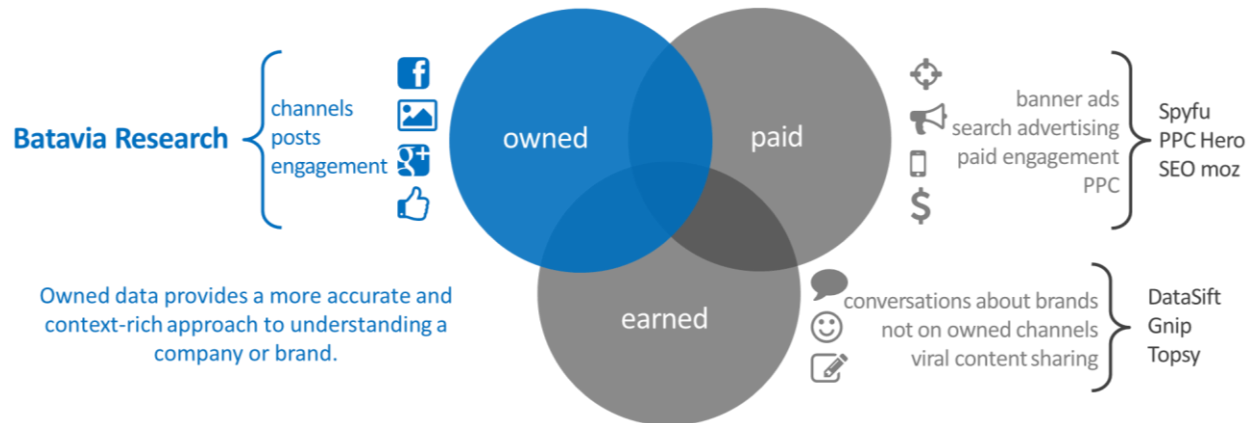 Batavia Research
channels
posts
engagement
owned
paid
banner ads
search advertising
paid engagement
PPC
Spyfu
PPC Hero
SEO moz
Owned data provides a more accurate and
context-rich approach to understanding a
company or brand.
earned
conversations about brands
not on owned channels
viral content sharing
DataSift
Gnip
Topsy